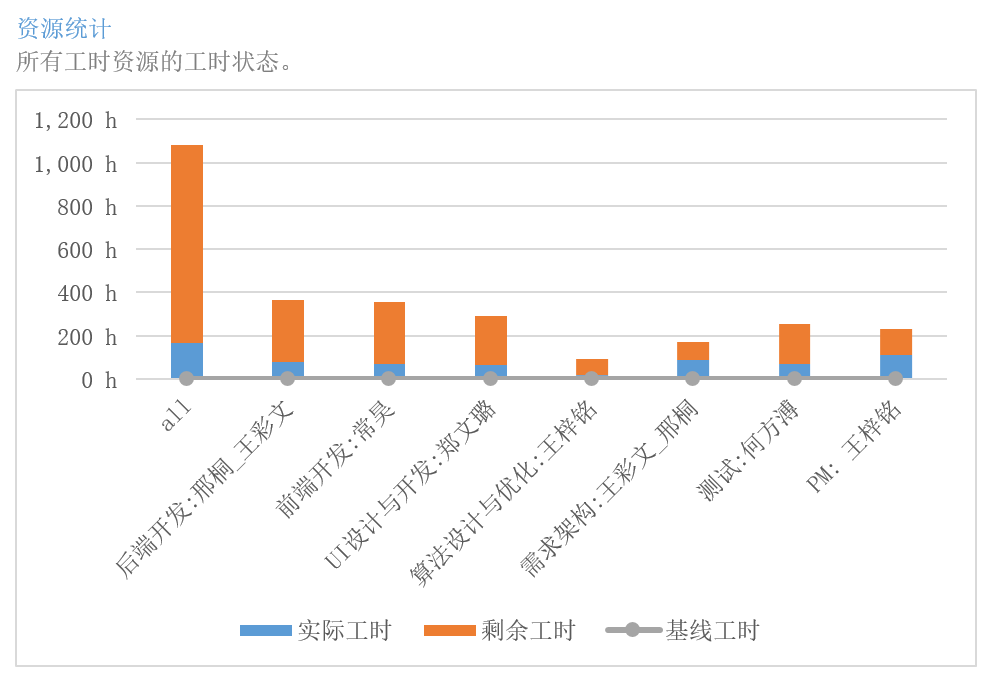 资源统计
所有工时资源的工时状态。
1,200 h
1,000 h
800 h
600 h
400 h
200 h
0 h
all
后端开发:邢桐_王彩文
前端开发:常昊
UI设计与开发:郑文璐
算法设计与优化:王梓铭
需求架构:王彩文_邢桐
测试:何方溥
PM: 王梓铭
实际工时
剩余工时
基线工时